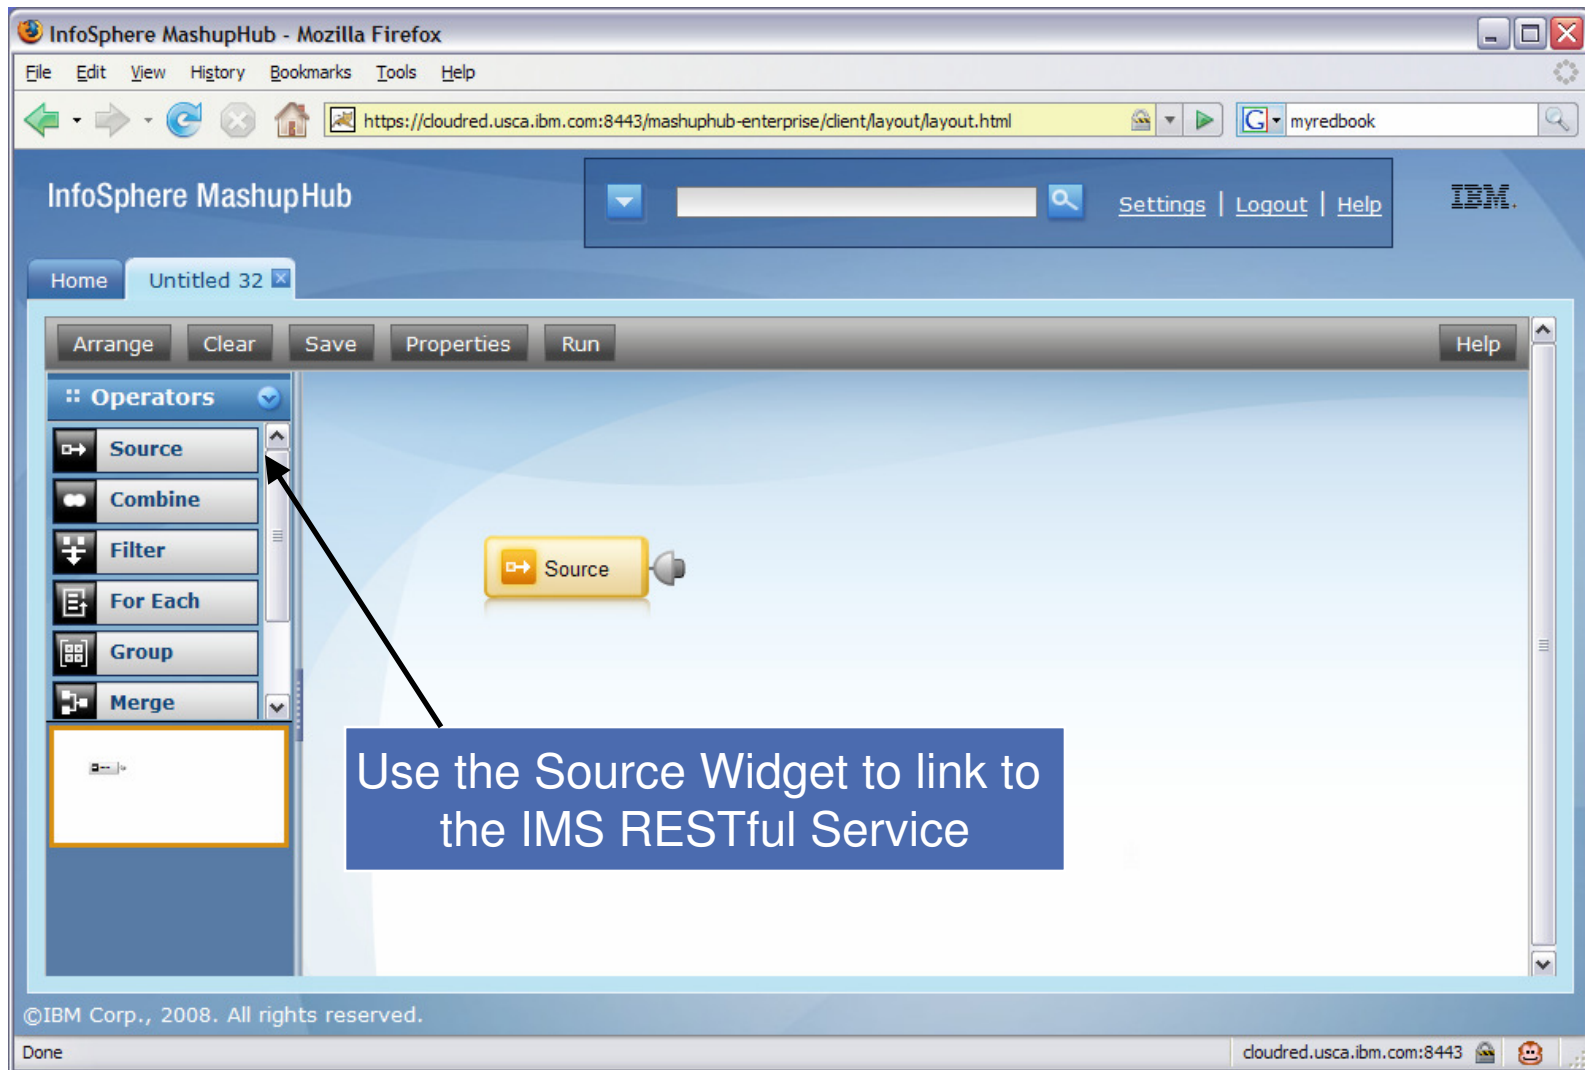 InfoSphere MashupHub - Mozilla Firefox
File Edit View History Bookmarks Tools Help
https://cloudred.usca.ibm.com:8443/mashuphub-enterprise/client/layout/layout.html
G myredbook
InfoSphere MashupHub
Settings | Logout | Help
IBM.
Home Untitled 32
Arrange Clear Save Properties Run Help
Operators
Source
Combine
Filter
For Each
Group
Merge
Source
Use the Source Widget to link to
the IMS RESTful Service
©IBM Corp., 2008. All rights reserved.
Done cloudred.usca.ibm.com:8443